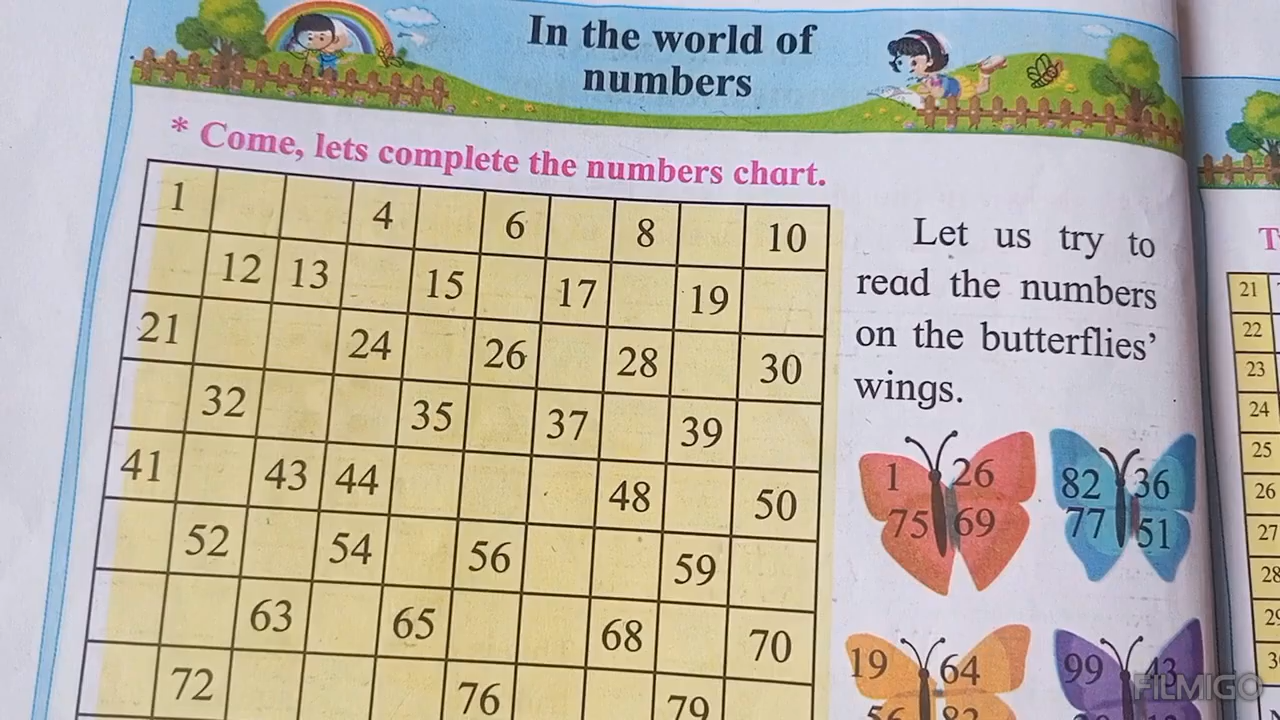 In the world of
numbers
* Come, lets complete the numbers chart.
1 4 6 8 10
12 13 15 17 19
21 24 26 28 30
32 35 37 39
41 43 44 48 50
52 54 56 59
63 65 68 70
72 76 79
Let us try to
read the numbers
on the butterflies’
wings.
1 26
75 69
82 36
77 51
19 64
99 43
T
21
22
23
24
25
26
27
28
FILMIGO